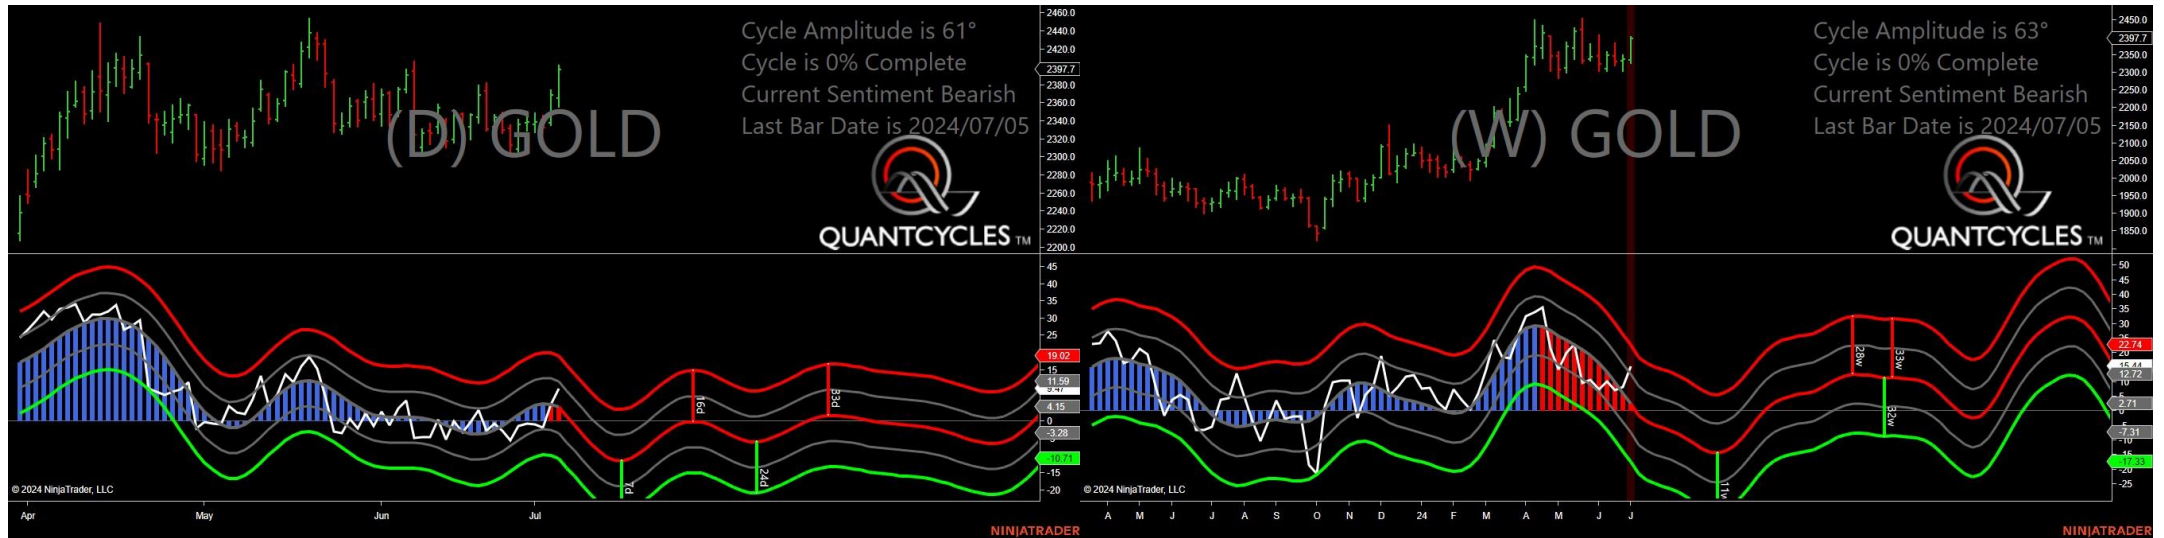 Cycle Amplitude is 61°
Cycle is 0% Complete
Current Sentiment Bearish
Last Bar Date is 2024/07/05
(D) GOLD
QUANTCYCLES TM
2460.0
2440.0
2420.0
2397.7
2380.0
2360.0
2340.0
2320.0
2300.0
2280.0
2260.0
2240.0
2220.0
2200.0
45
40
35
30
25
19.02
15
11.59
9.47
4.15
0
-3.28
-10.71
-15
-20
16d
33d
7d
24d
© 2024 NinjaTrader, LLC
Apr May Jun Jul
NINJATRADER
Cycle Amplitude is 63°
Cycle is 0% Complete
Current Sentiment Bearish
Last Bar Date is 2024/07/05
(W) GOLD
QUANTCYCLES TM
2450.0
2397.7
2350.0
2300.0
2250.0
2200.0
2150.0
2100.0
2050.0
2000.0
1950.0
1900.0
1850.0
50
45
40
35
30
25
22.74
20
15.44
12.72
10
5
2.71
-5
-7.31
-10
-17.33
-20
-25
28w
33w
32w
11w
© 2024 NinjaTrader, LLC
A M J J A S O N D 24 F M A M J J
NINJATRADER